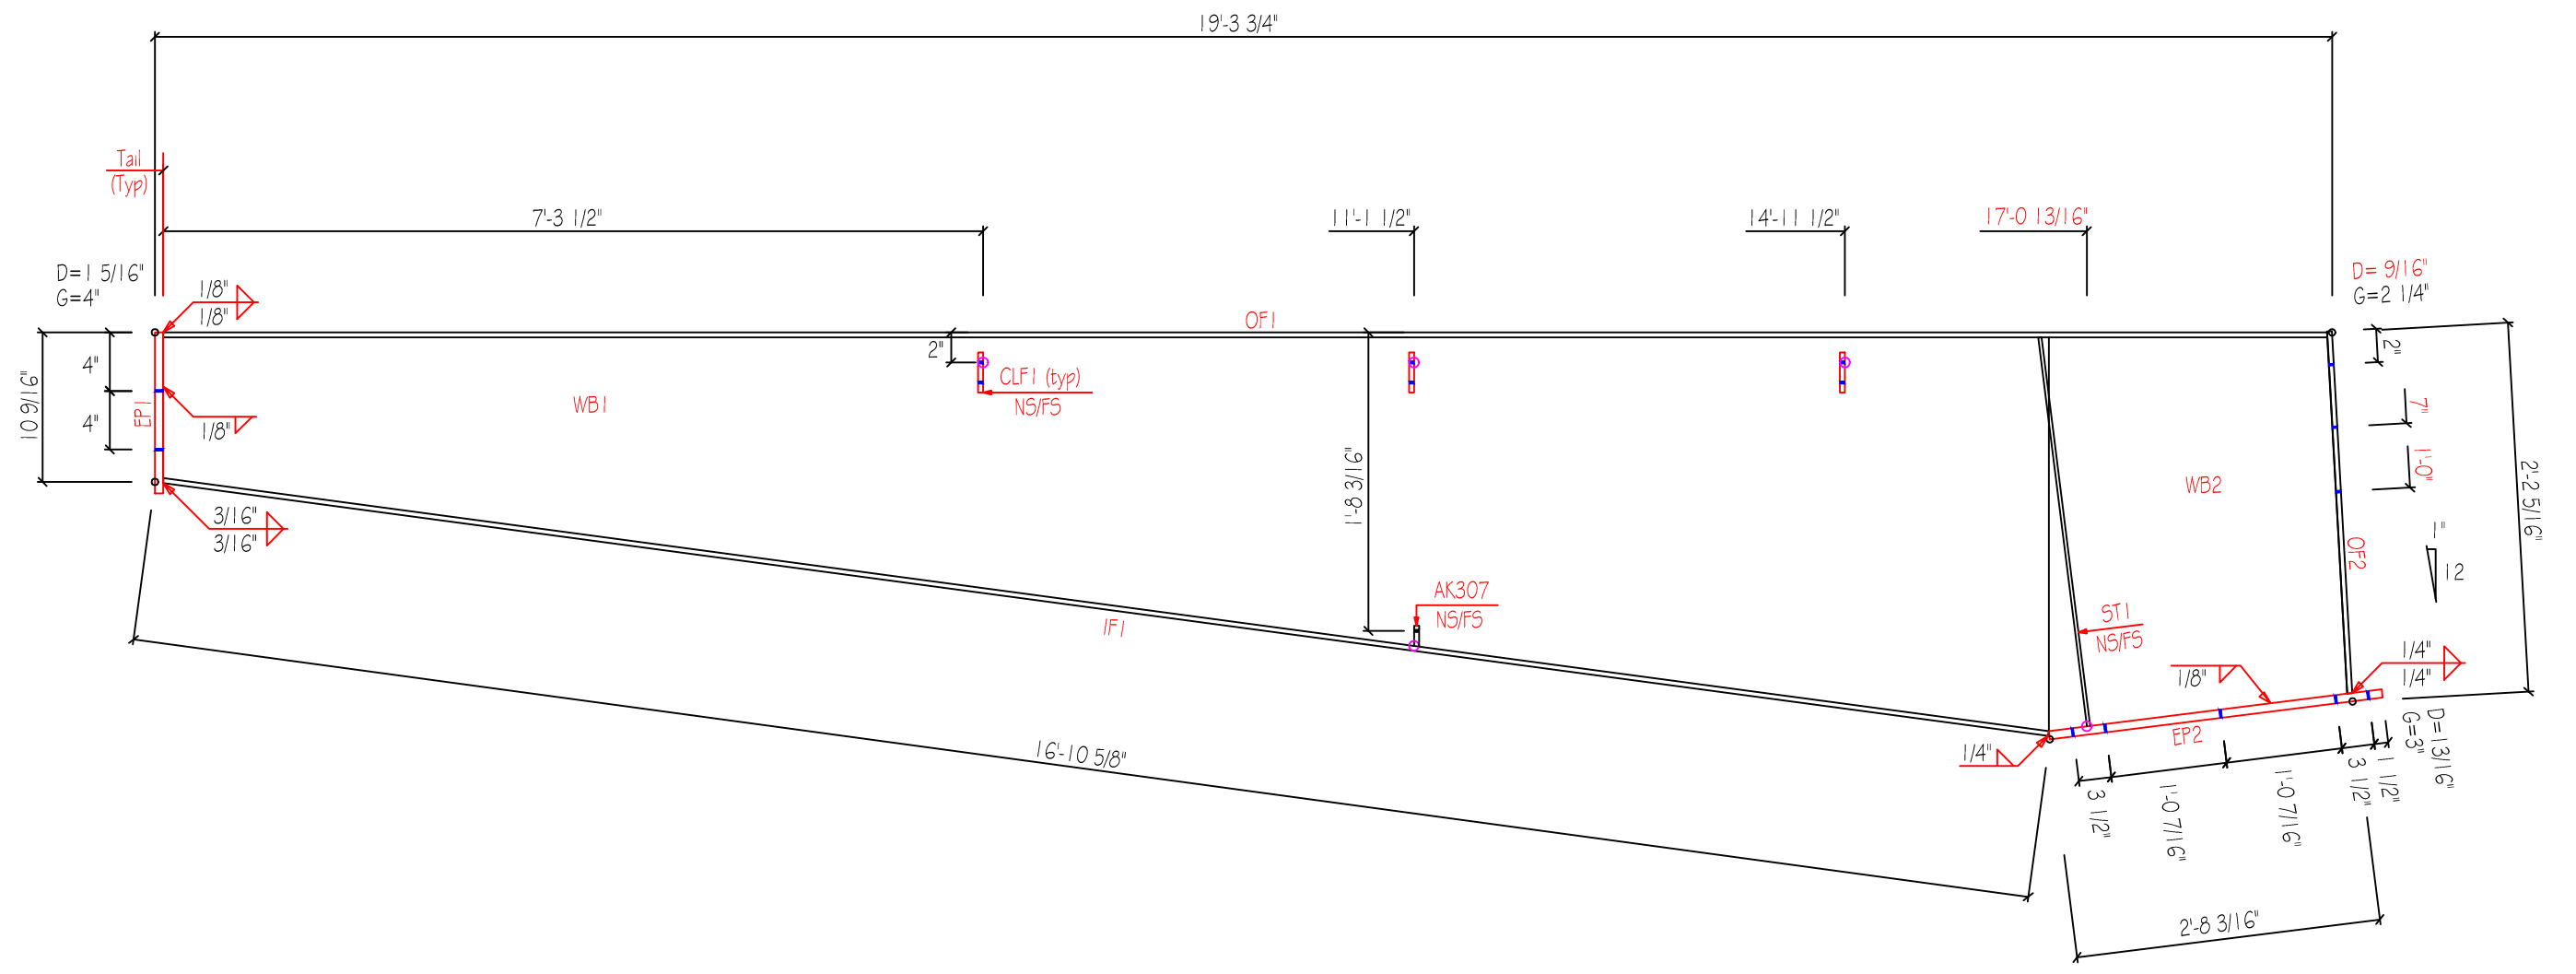 19'-3 3/4"
Tail
(Typ)
7'-3 1/2"
11'-1 1/2"
14'-11 1/2"
17'-0 13/16"
D=1 5/16"
G=4"
1/8"
1/8"
D= 9/16"
G=2 1/4"
OF1
2"
2"
4"
10 9/16"
4"
EP1
1/8"
WB1
CLF1 (typ)
NS/FS
7"
1'-0"
2'-2 5/16"
WB2
1'-8 3/16"
3/16"
3/16"
1"
12
OF2
AK307
NS/FS
IF1
ST1
NS/FS
1/8"
1/4"
1/4"
EP2
1/4"
D=13/16"
G=3"
16'-10 5/8"
3 1/2"
1'-0 7/16"
1'-0 7/16"
3 1/2"
1 1/2"
2'-8 3/16"